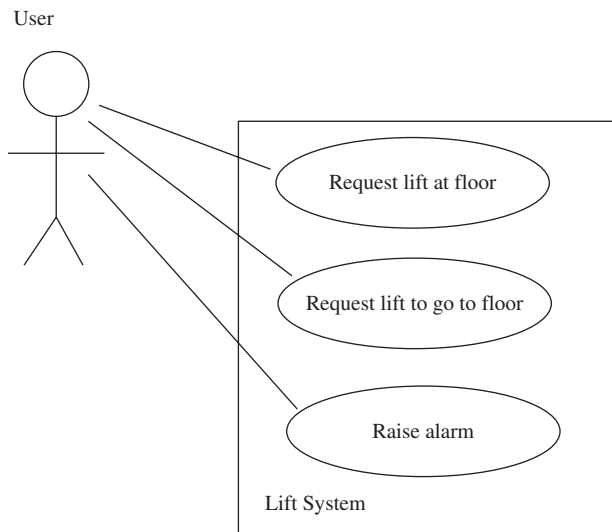 User
Request lift at floor
Request lift to go to floor
Raise alarm
Lift System